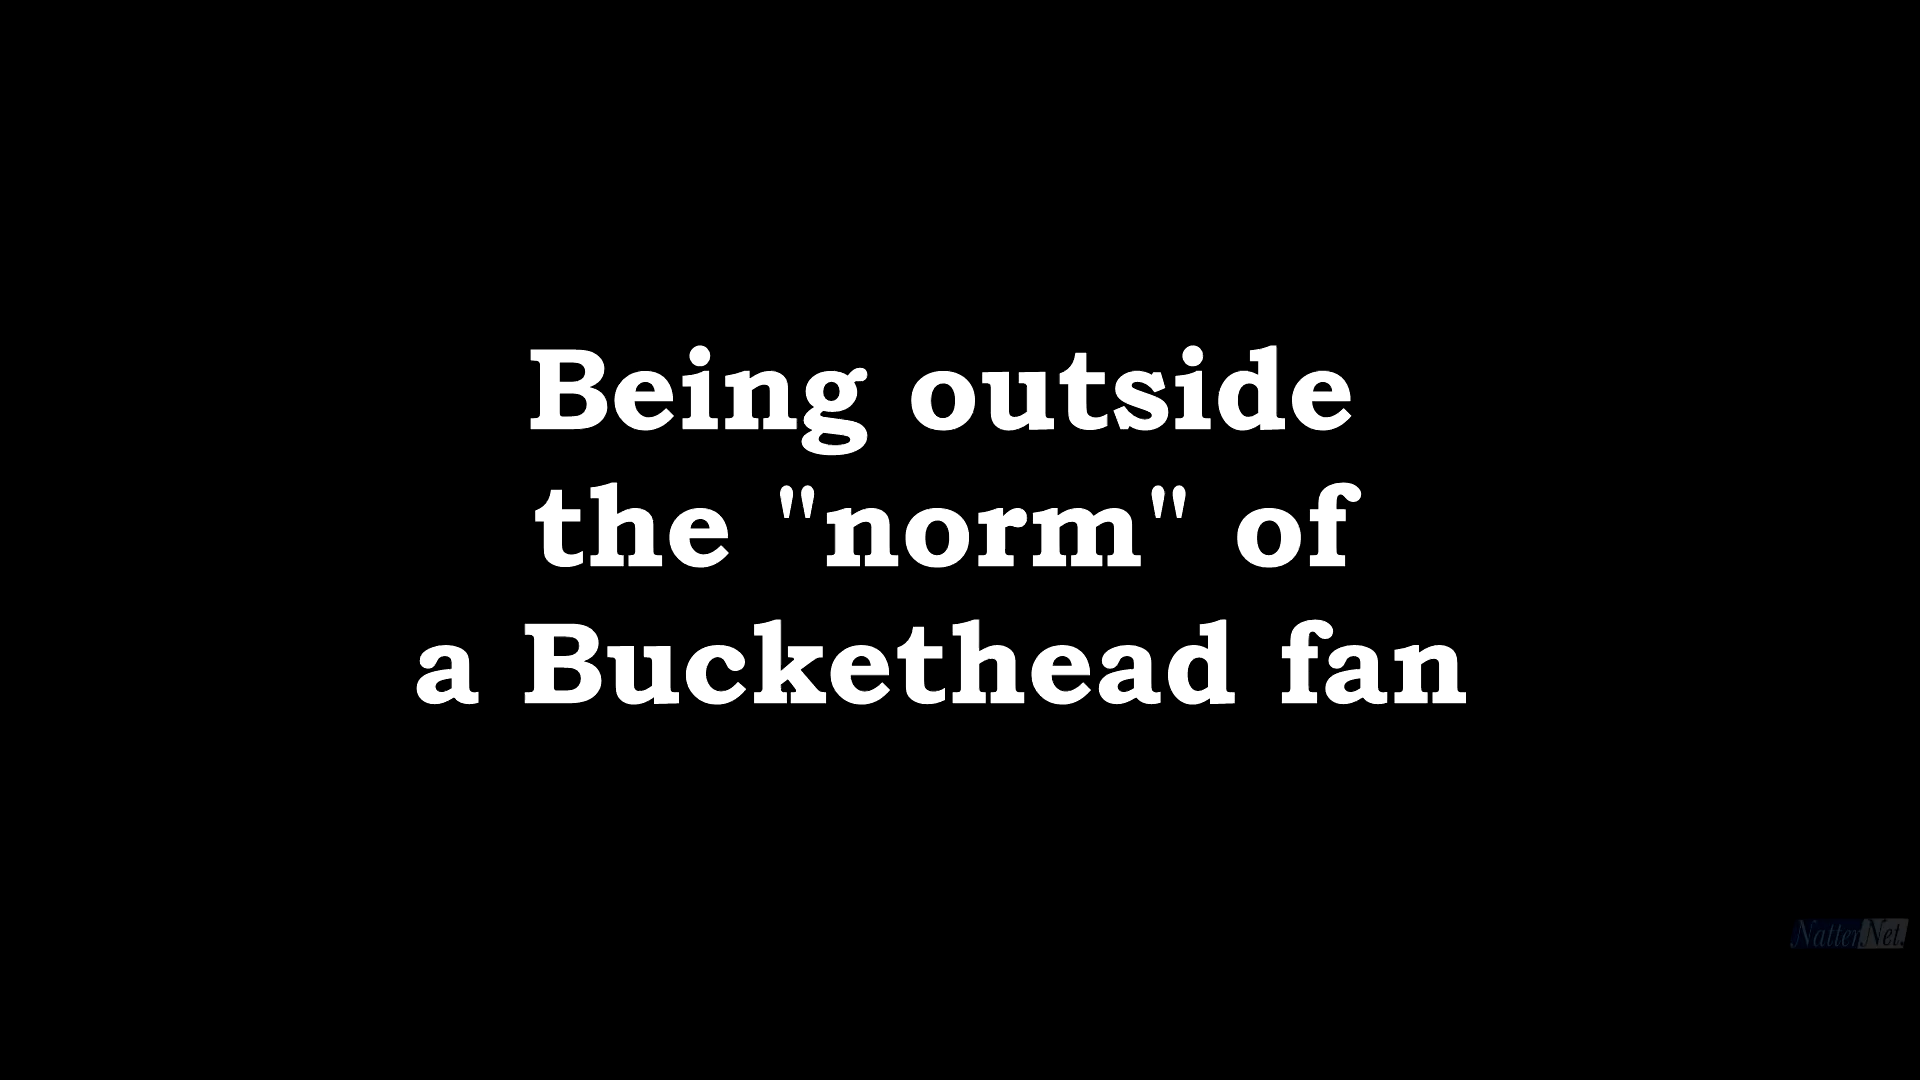 Being outside
the "norm" of
a Buckethead fan
NatterNet.